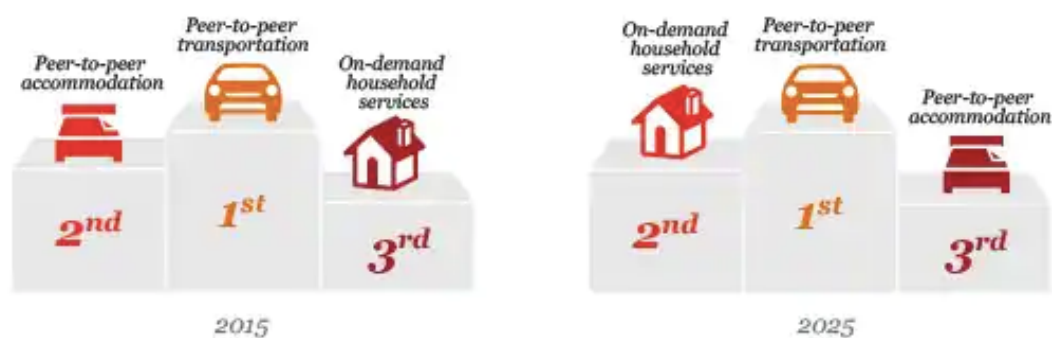 Peer-to-peer
accommodation
Peer-to-peer
transportation
On-demand
household
services
2nd
1st
3rd
2015
On-demand
household
services
Peer-to-peer
transportation
Peer-to-peer
accommodation
2nd
1st
3rd
2025